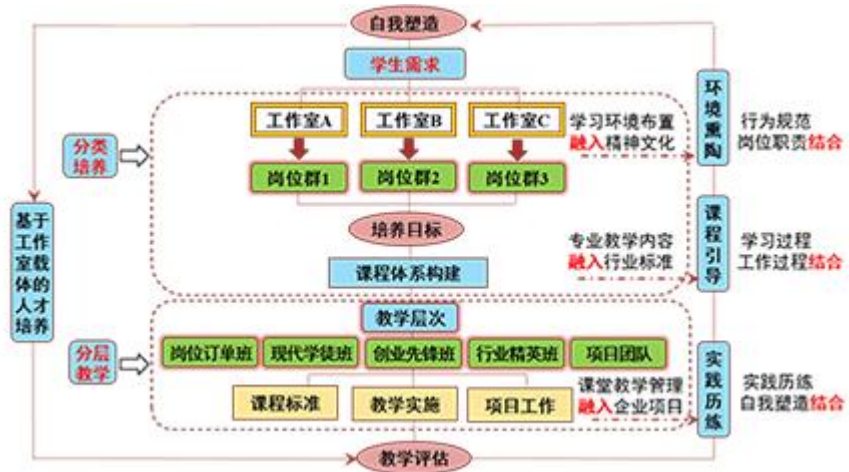 自我塑造
学生需求
工作室A
工作室B
工作室C
学习环境布置
融入精神文化
环境重陶
行为规范
岗位职责结合
分类
培养
岗位群1
岗位群2
岗位群3
基于
工作
室载
体的
人才
培养
培养目标
专业教学内容
融入行业标准
课程引导
学习过程
工作过程结合
课程体系构建
教学层次
分层
教学
岗位订单班
现代学徒班
创业先锋班
行业精英班
项目团队
课程标准
教学实施
项目工作
课堂教学管理
融入企业项目
实践历练
实践历练
自我塑造结合
教学评估